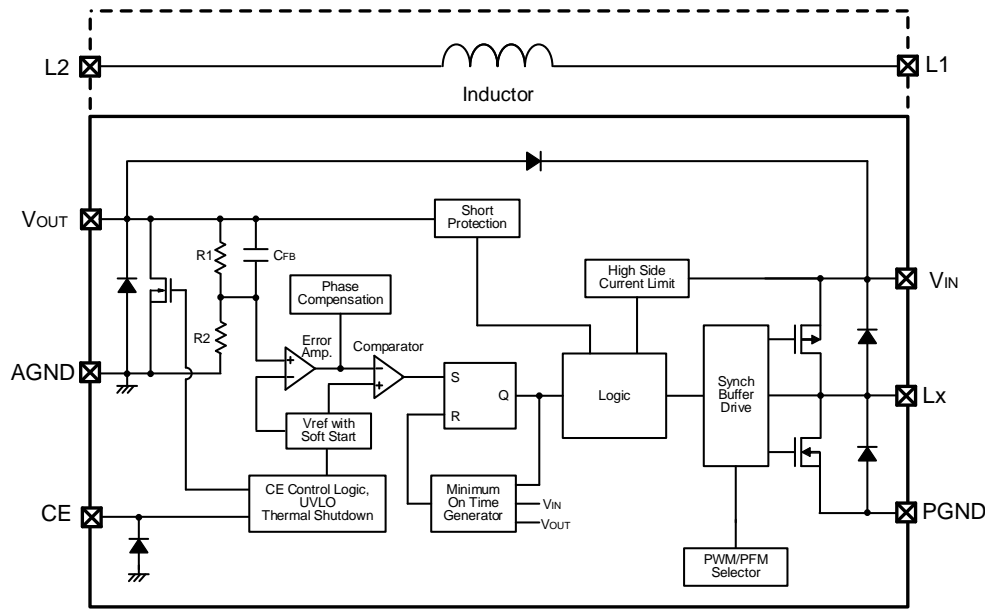 L2
L1
Inductor
VOUT
Short
Protection
R1
CFB
High Side
Current Limit
VIN
Phase
Compensation
R2
Error
Amp.
Comparator
AGND
+
−
−
+
S
Q
R
Logic
Synch
Buffer
Drive
Lx
Vref with
Soft Start
CE Control Logic,
UVLO
Thermal Shutdown
Minimum
On Time
Generator
VIN
VOUT
CE
PGND
PWM/PFM
Selector